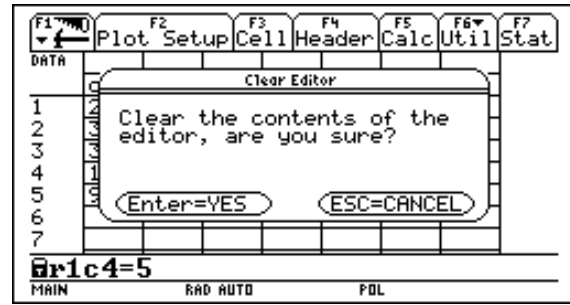 F1 F2 F3 F4 F5 F6 F7
Plot Setup Cell Header Calc Util Stat
DATA
Clear Editor
1
2
3
4
5
6
7
Clear the contents of the
editor, are you sure?
Enter=YES ESC=CANCEL
r1c4=5
MAIN RAD AUTO POL